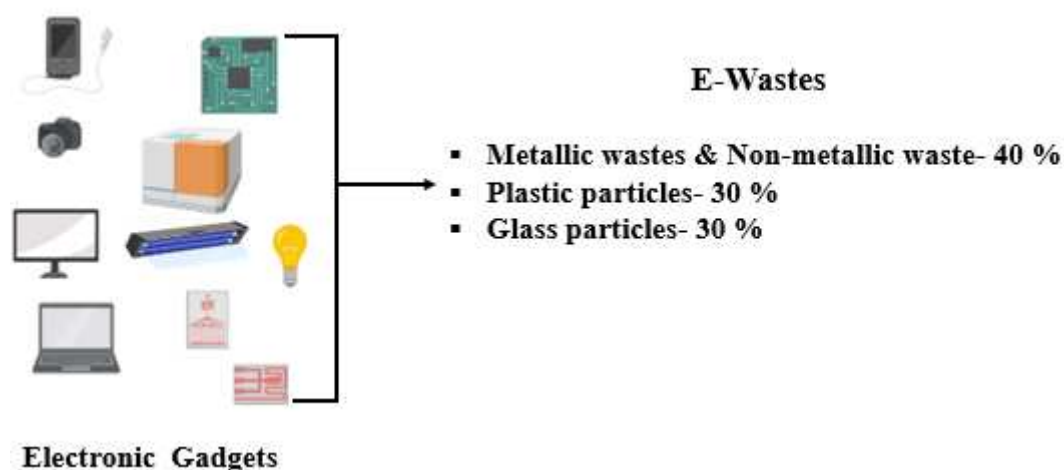 E-Wastes
▪ Metallic wastes & Non-metallic waste- 40 %
▪ Plastic particles- 30 %
▪ Glass particles- 30 %
Electronic Gadgets